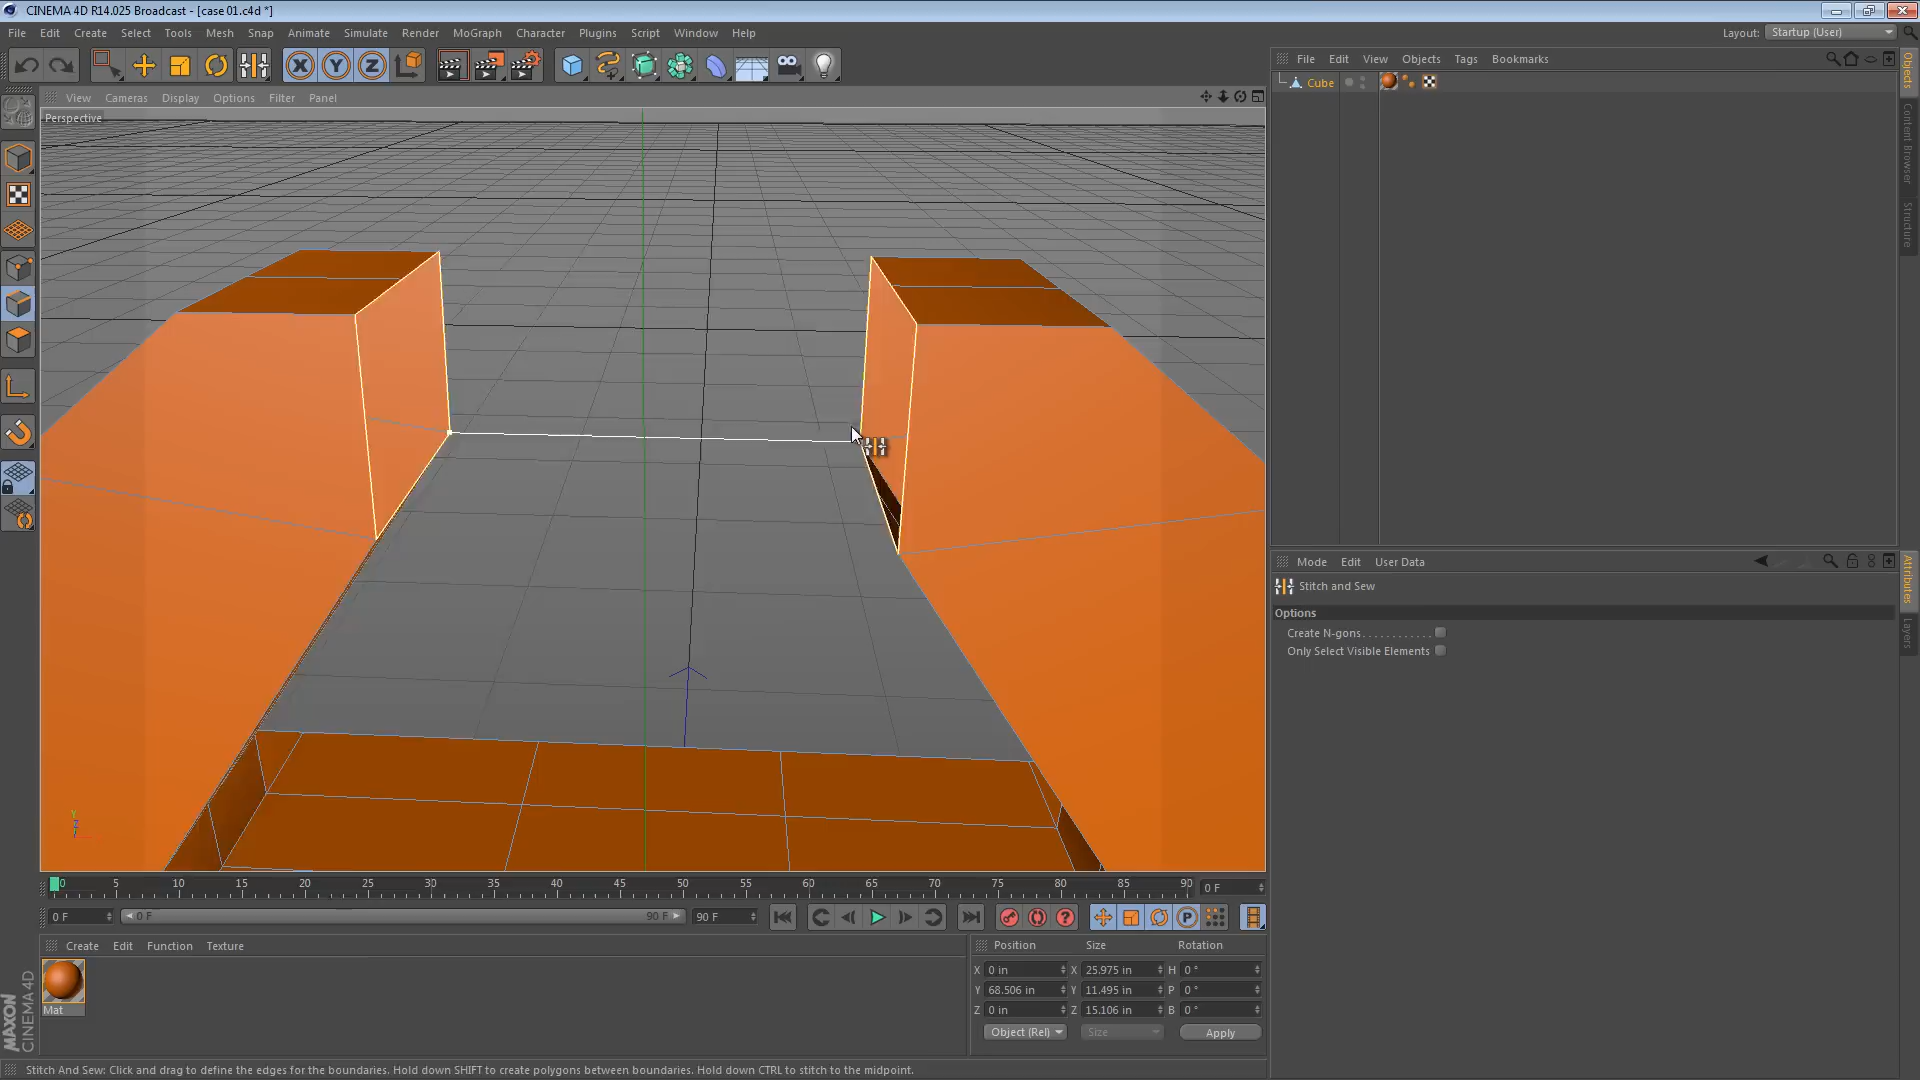 CINEMA 4D R14.025 Broadcast - [case 01.c4d *]
File Edit Create Select Tools Mesh Snap Animate Simulate Render MoGraph Character Plugins Script Window Help
Layout: Startup (User)
X Y Z
File Edit View Objects Tags Bookmarks
View Cameras Display Options Filter Panel
Perspective
Cube
Objects
Content Browser
Structure
Mode Edit User Data
Stitch and Sew
Options
Create N-gons
Only Select Visible Elements
Attributes
Layers
Y
Z
0 5 10 15 20 25 30 35 40 45 50 55 60 65 70 75 80 85 90 0 F
0 F 0 F 90 F 90 F
P
Create Edit Function Texture
Mat
Position Size Rotation
X 0 in X 25.975 in H 0 °
Y 68.506 in Y 11.495 in P 0 °
Z 0 in Z 15.106 in B 0 °
Object (Rel) Size Apply
MAXON
CINEMA 4D
Stitch And Sew: Click and drag to define the edges for the boundaries. Hold down SHIFT to create polygons between boundaries. Hold down CTRL to stitch to the midpoint.